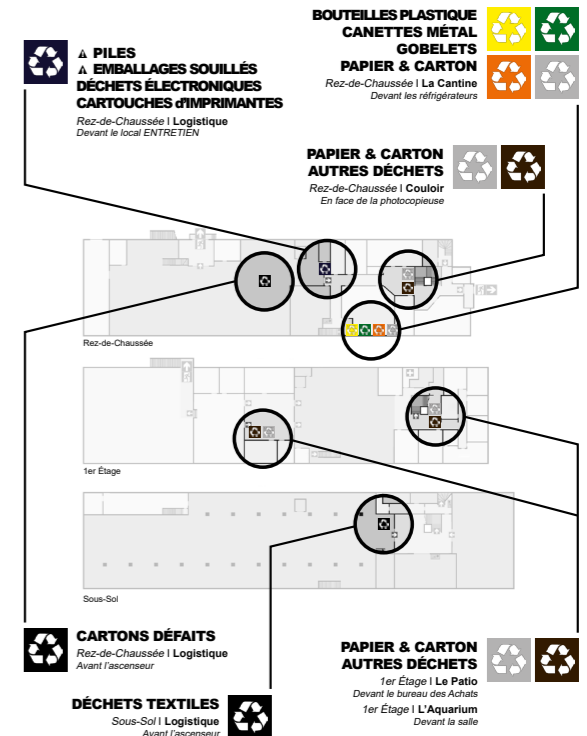 ⚠ PILES
⚠ EMBALLAGES SOUILLÉS
DÉCHETS ÉLECTRONIQUES
CARTOUCHES d'IMPRIMANTES
Rez-de-Chaussée I Logistique
Devant le local ENTRETIEN
BOUTEILLES PLASTIQUE
CANETTES MÉTAL
GOBELETS
PAPIER & CARTON
Rez-de-Chaussée I La Cantine
Devant les réfrigérateurs
PAPIER & CARTON
AUTRES DÉCHETS
Rez-de-Chaussée I Couloir
En face de la photocopieuse
Rez-de-Chaussée
1er Étage
Sous-Sol
CARTONS DÉFAITS
Rez-de-Chaussée I Logistique
Avant l'ascenseur
DÉCHETS TEXTILES
Sous-Sol I Logistique
Avant l'ascenseur
PAPIER & CARTON
AUTRES DÉCHETS
1er Étage I Le Patio
Devant le bureau des Achats
1er Étage I L'Aquarium
Devant la salle